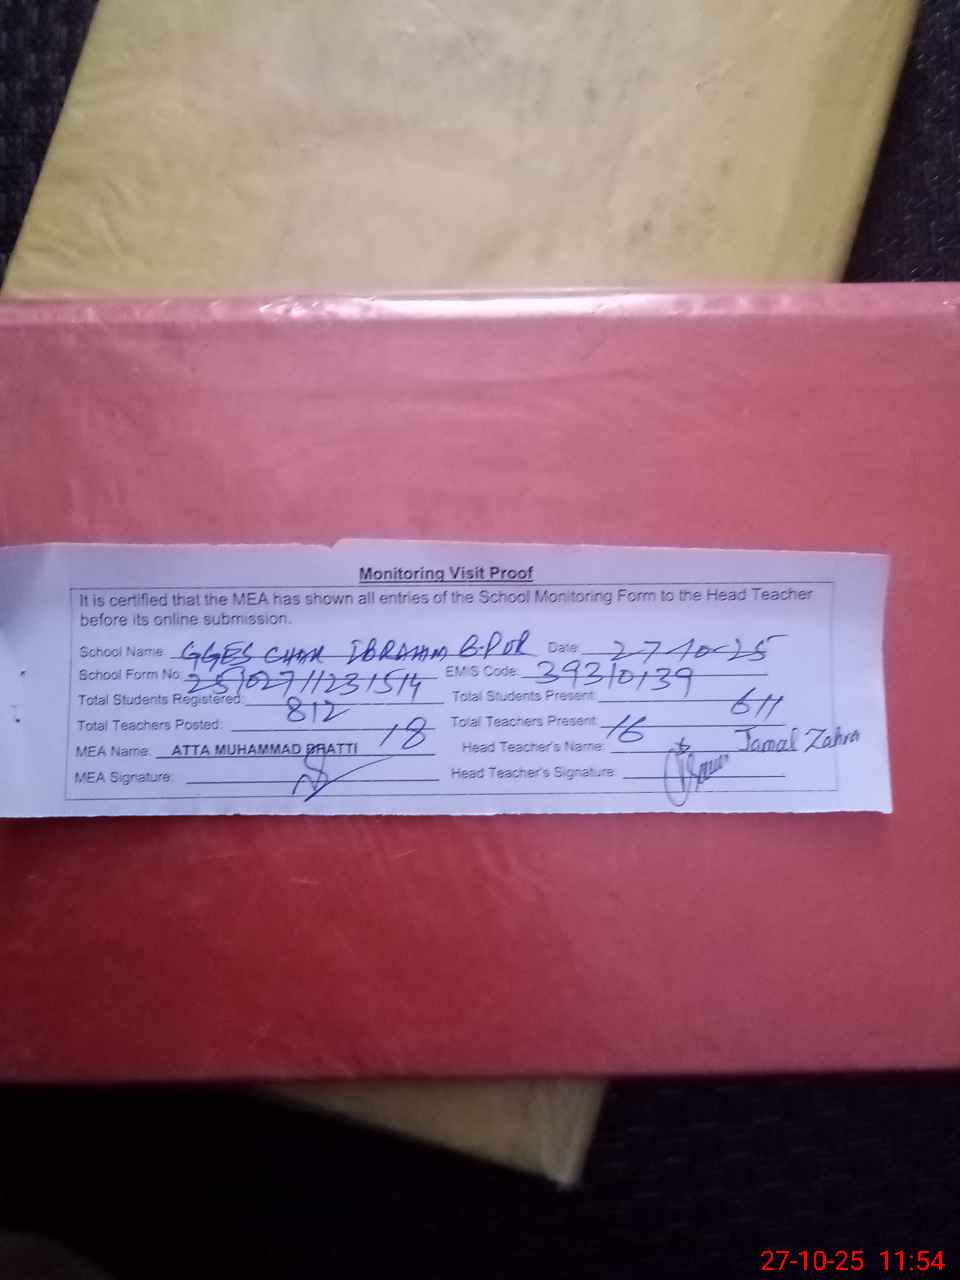 Monitoring Visit Proof
It is certified that the MEA has shown all entries of the School Monitoring Form to the Head Teacher
before its online submission.
School Name: GGES CHAH IBRAHIM B.POR Date: 27-10-25
School Form No: 251027112311514 EMIS Code: 39310139
Total Students Registered: 812 Total Students Present: 611
Total Teachers Posted: 18 Total Teachers Present: 16
MEA Name: ATTA MUHAMMAD BHATTI Head Teacher's Name: Jamal Zahra
MEA Signature: Head Teacher's Signature:
27-10-25 11:54